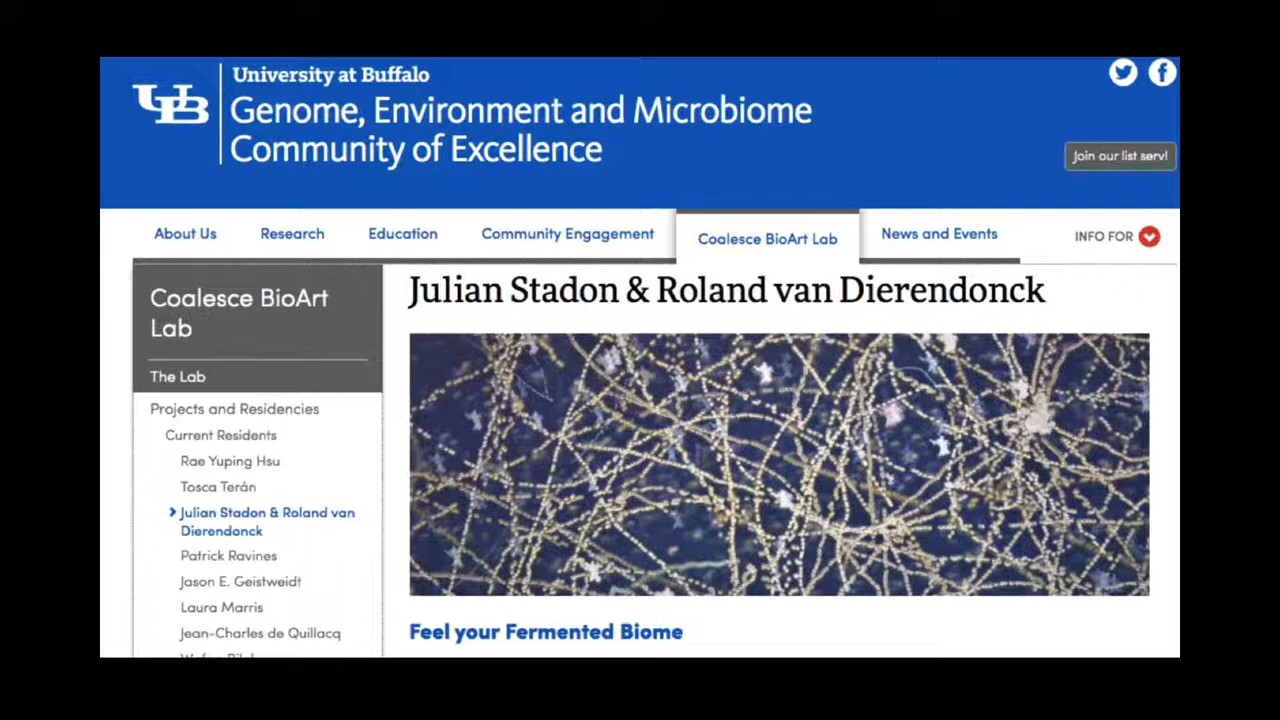 UB
University at Buffalo
Genome, Environment and Microbiome
Community of Excellence
Join our list serv!
About Us
Research
Education
Community Engagement
Coalesce BioArt Lab
News and Events
INFO FOR
Coalesce BioArt
Lab
The Lab
Projects and Residencies
Current Residents
Rae Yuping Hsu
Tosca Terán
Julian Stadon & Roland van
Dierendonck
Patrick Ravines
Jason E. Geistweidt
Laura Marris
Jean-Charles de Quillacq
Julian Stadon & Roland van Dierendonck
Feel your Fermented Biome